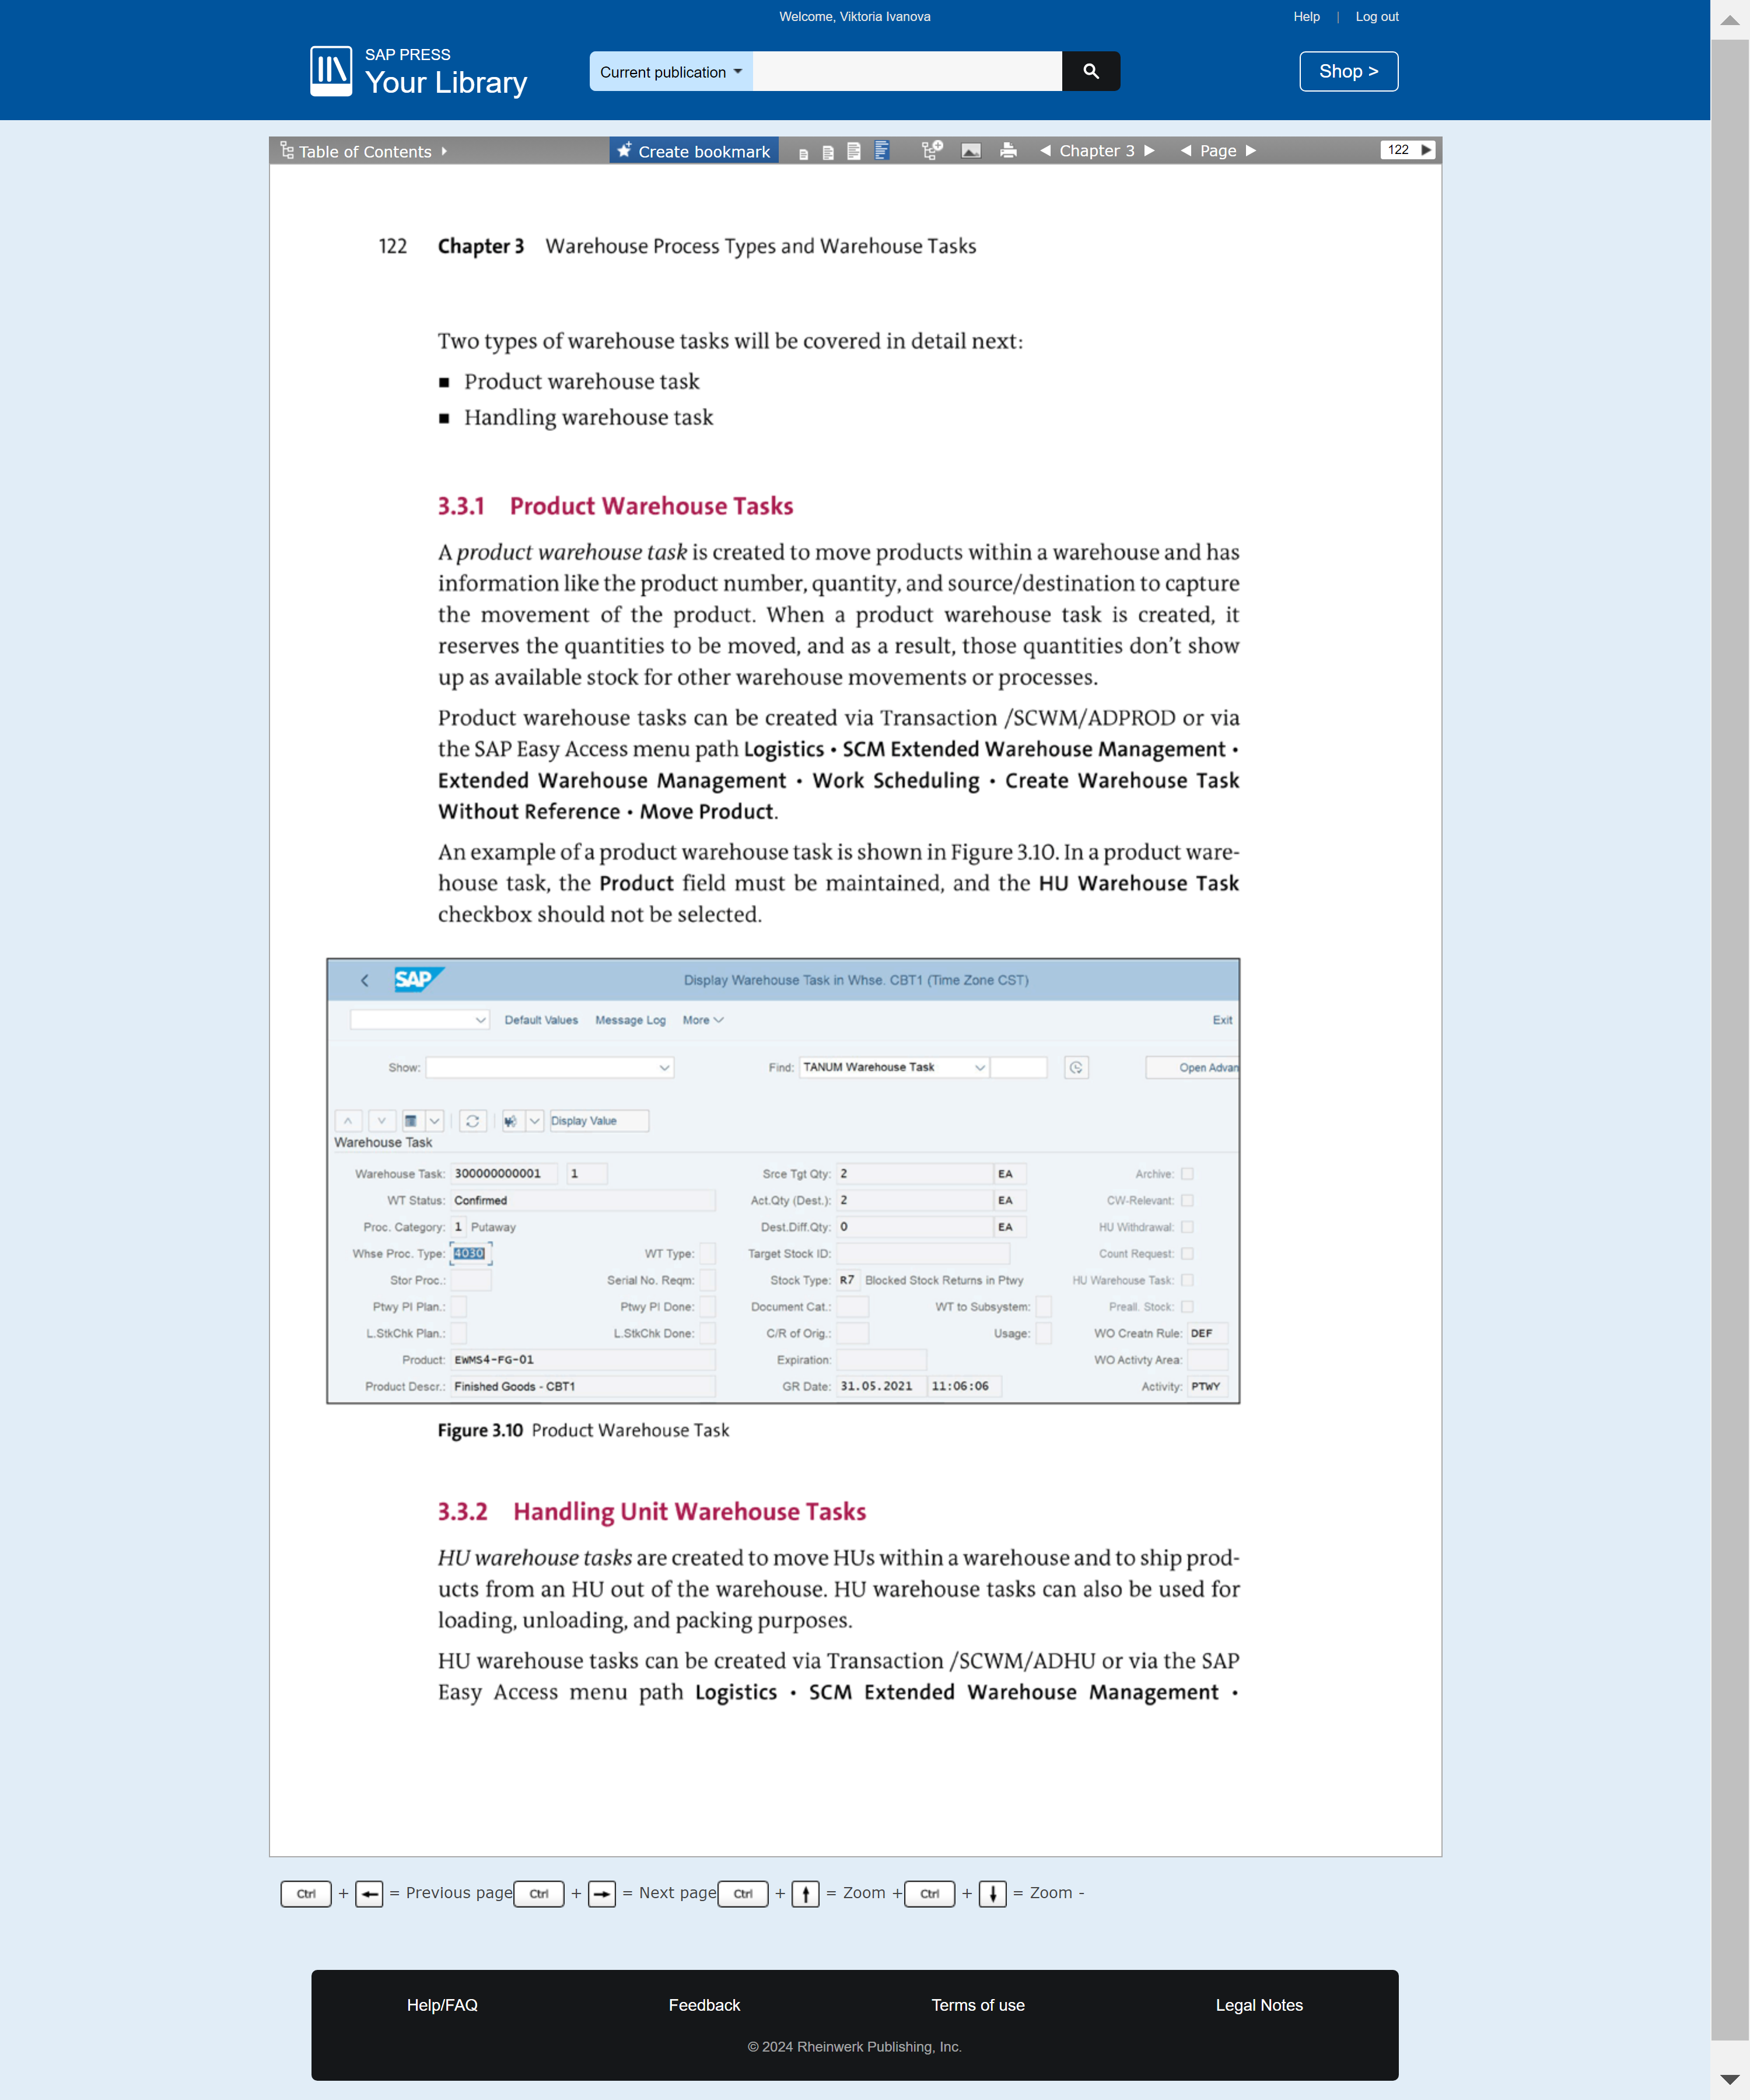 Welcome, Viktoria Ivanova
Help | Log out
SAP PRESS
Your Library
Current publication
Shop >
Table of Contents
Create bookmark
Chapter 3
Page
122
122 Chapter 3 Warehouse Process Types and Warehouse Tasks
Two types of warehouse tasks will be covered in detail next:
■ Product warehouse task
■ Handling warehouse task
3.3.1 Product Warehouse Tasks
A product warehouse task is created to move products within a warehouse and has
information like the product number, quantity, and source/destination to capture
the movement of the product. When a product warehouse task is created, it
reserves the quantities to be moved, and as a result, those quantities don't show
up as available stock for other warehouse movements or processes.
Product warehouse tasks can be created via Transaction /SCWM/ADPROD or via
the SAP Easy Access menu path Logistics • SCM Extended Warehouse Management •
Extended Warehouse Management • Work Scheduling • Create Warehouse Task
Without Reference • Move Product.
An example of a product warehouse task is shown in Figure 3.10. In a product ware-
house task, the Product field must be maintained, and the HU Warehouse Task
checkbox should not be selected.
SAP
Display Warehouse Task in Whse. CBT1 (Time Zone CST)
Default Values Message Log More Exit
Show: Find: TANUM Warehouse Task Open Advan
Display Value
Warehouse Task
Warehouse Task: 300000000001 1 Srce Tgt Qty: 2 EA Archive:
WT Status: Confirmed Act.Qty (Dest.): 2 EA CW-Relevant:
Proc. Category: 1 Putaway Dest.Diff.Qty: 0 EA HU Withdrawal:
Whse Proc. Type: 4030 WT Type: Target Stock ID: Count Request:
Stor Proc.: Serial No. Reqm: Stock Type: R7 Blocked Stock Returns in Ptwy HU Warehouse Task:
Ptwy PI Plan.: Ptwy PI Done: Document Cat.: WT to Subsystem: Preall. Stock:
L.StkChk Plan.: L.StkChk Done: C/R of Orig.: Usage: WO Creatn Rule: DEF
Product: EWMS4-FG-01 Expiration: WO Activty Area:
Product Descr.: Finished Goods - CBT1 GR Date: 31.05.2021 11:06:06 Activity: PTWY
Figure 3.10 Product Warehouse Task
3.3.2 Handling Unit Warehouse Tasks
HU warehouse tasks are created to move HUs within a warehouse and to ship prod-
ucts from an HU out of the warehouse. HU warehouse tasks can also be used for
loading, unloading, and packing purposes.
HU warehouse tasks can be created via Transaction /SCWM/ADHU or via the SAP
Easy Access menu path Logistics • SCM Extended Warehouse Management •
Ctrl + ← = Previous page Ctrl + → = Next page Ctrl + ↑ = Zoom + Ctrl + ↓ = Zoom -
Help/FAQ Feedback Terms of use Legal Notes
© 2024 Rheinwerk Publishing, Inc.